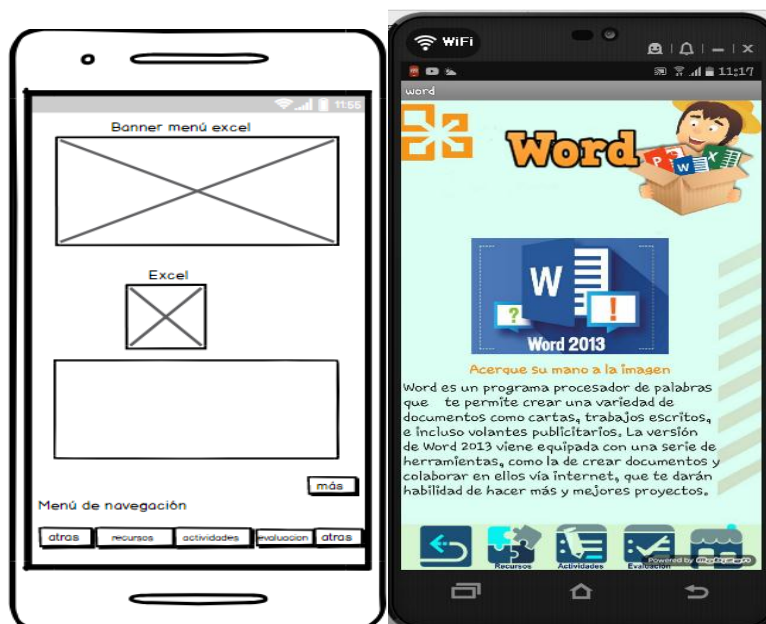 11:55
Banner menú excel
Excel
más
Menú de navegación
atras recursos actividades evaluacion atras
WiFi
11:17
word
Word
P W X
W
? !
Word 2013
Acerque su mano a la imagen
Word es un programa procesador de palabras
que te permite crear una variedad de
documentos como cartas, trabajos escritos,
e incluso volantes publicitarios. La versión
de Word 2013 viene equipada con una serie de
herramientas, como la de crear documentos y
colaborar en ellos vía internet, que te darán
habilidad de hacer más y mejores proyectos.
Recursos Actividades Evaluación
Powered by